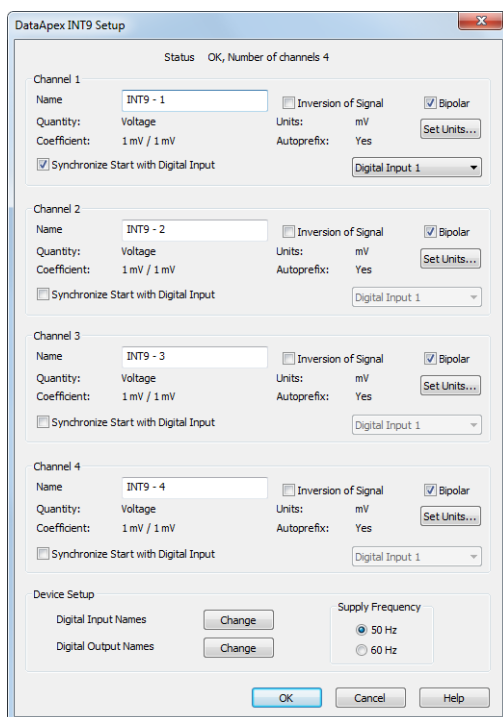 DataApex INT9 Setup
Status OK, Number of channels 4
Channel 1
Name INT9 - 1 Inversion of Signal Bipolar
Quantity: Voltage Units: mV Set Units...
Coefficient: 1 mV / 1 mV Autoprefix: Yes
Synchronize Start with Digital Input Digital Input 1
Channel 2
Name INT9 - 2 Inversion of Signal Bipolar
Quantity: Voltage Units: mV Set Units...
Coefficient: 1 mV / 1 mV Autoprefix: Yes
Synchronize Start with Digital Input Digital Input 1
Channel 3
Name INT9 - 3 Inversion of Signal Bipolar
Quantity: Voltage Units: mV Set Units...
Coefficient: 1 mV / 1 mV Autoprefix: Yes
Synchronize Start with Digital Input Digital Input 1
Channel 4
Name INT9 - 4 Inversion of Signal Bipolar
Quantity: Voltage Units: mV Set Units...
Coefficient: 1 mV / 1 mV Autoprefix: Yes
Synchronize Start with Digital Input Digital Input 1
Device Setup
Digital Input Names Change
Digital Output Names Change
Supply Frequency
50 Hz
60 Hz
OK Cancel Help